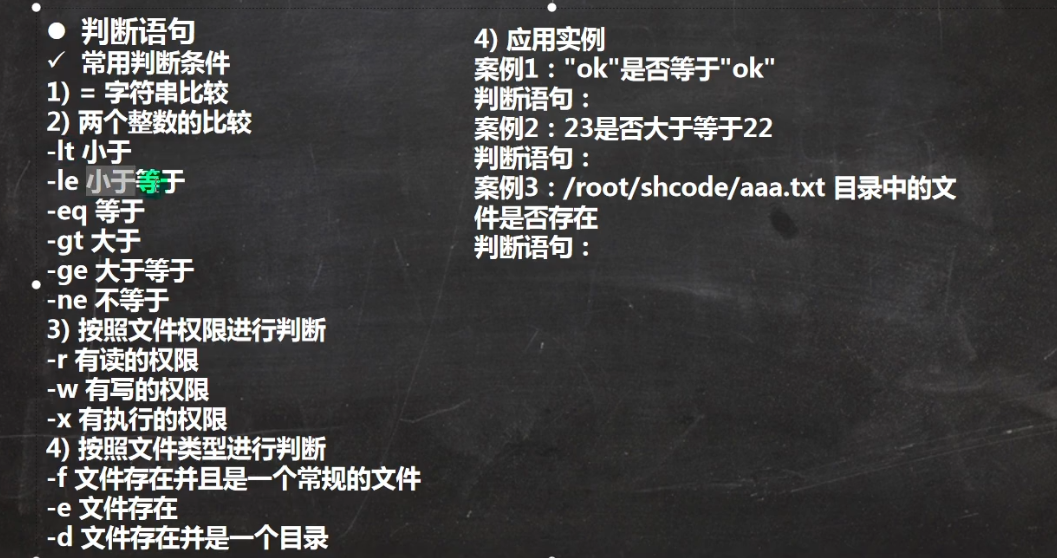 ● 判断语句
✓ 常用判断条件
1) = 字符串比较
2) 两个整数的比较
-lt 小于
-le 小于等于
-eq 等于
-gt 大于
-ge 大于等于
-ne 不等于
3) 按照文件权限进行判断
-r 有读的权限
-w 有写的权限
-x 有执行的权限
4) 按照文件类型进行判断
-f 文件存在并且是一个常规的文件
-e 文件存在
-d 文件存在并是一个目录
4) 应用实例
案例1："ok"是否等于"ok"
判断语句：
案例2：23是否大于等于22
判断语句：
案例3：/root/shcode/aaa.txt 目录中的文
件是否存在
判断语句：